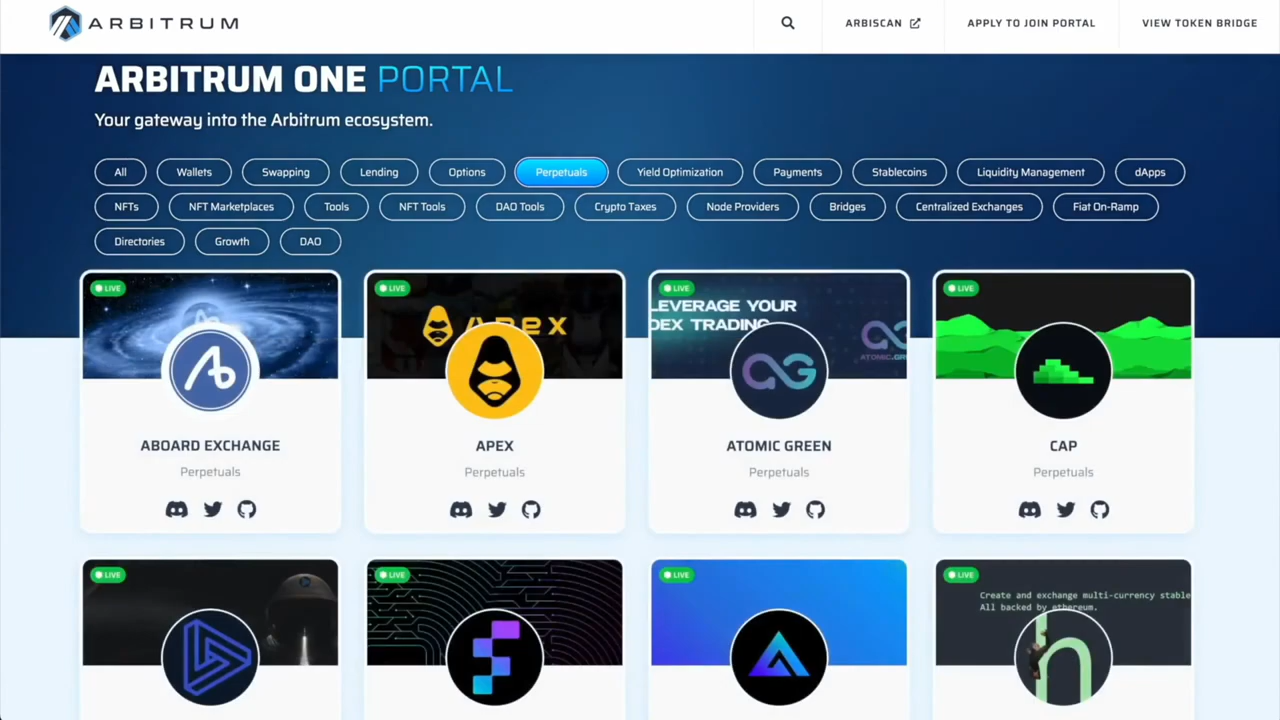 ARBITRUM
ARBISCAN
APPLY TO JOIN PORTAL
VIEW TOKEN BRIDGE
ARBITRUM ONE PORTAL
Your gateway into the Arbitrum ecosystem.
All Wallets Swapping Lending Options Perpetuals Yield Optimization Payments Stablecoins Liquidity Management dApps
NFTs NFT Marketplaces Tools NFT Tools DAO Tools Crypto Taxes Node Providers Bridges Centralized Exchanges Fiat On-Ramp
Directories Growth DAO
LIVE
LIVE
LIVE
LIVE
APEX
LEVERAGE YOUR
DEX TRADING
ABOARD EXCHANGE
Perpetuals
APEX
Perpetuals
ATOMIC GREEN
Perpetuals
CAP
Perpetuals
LIVE
LIVE
LIVE
LIVE
Create and exchange multi-currency stable
All backed by ethereum.